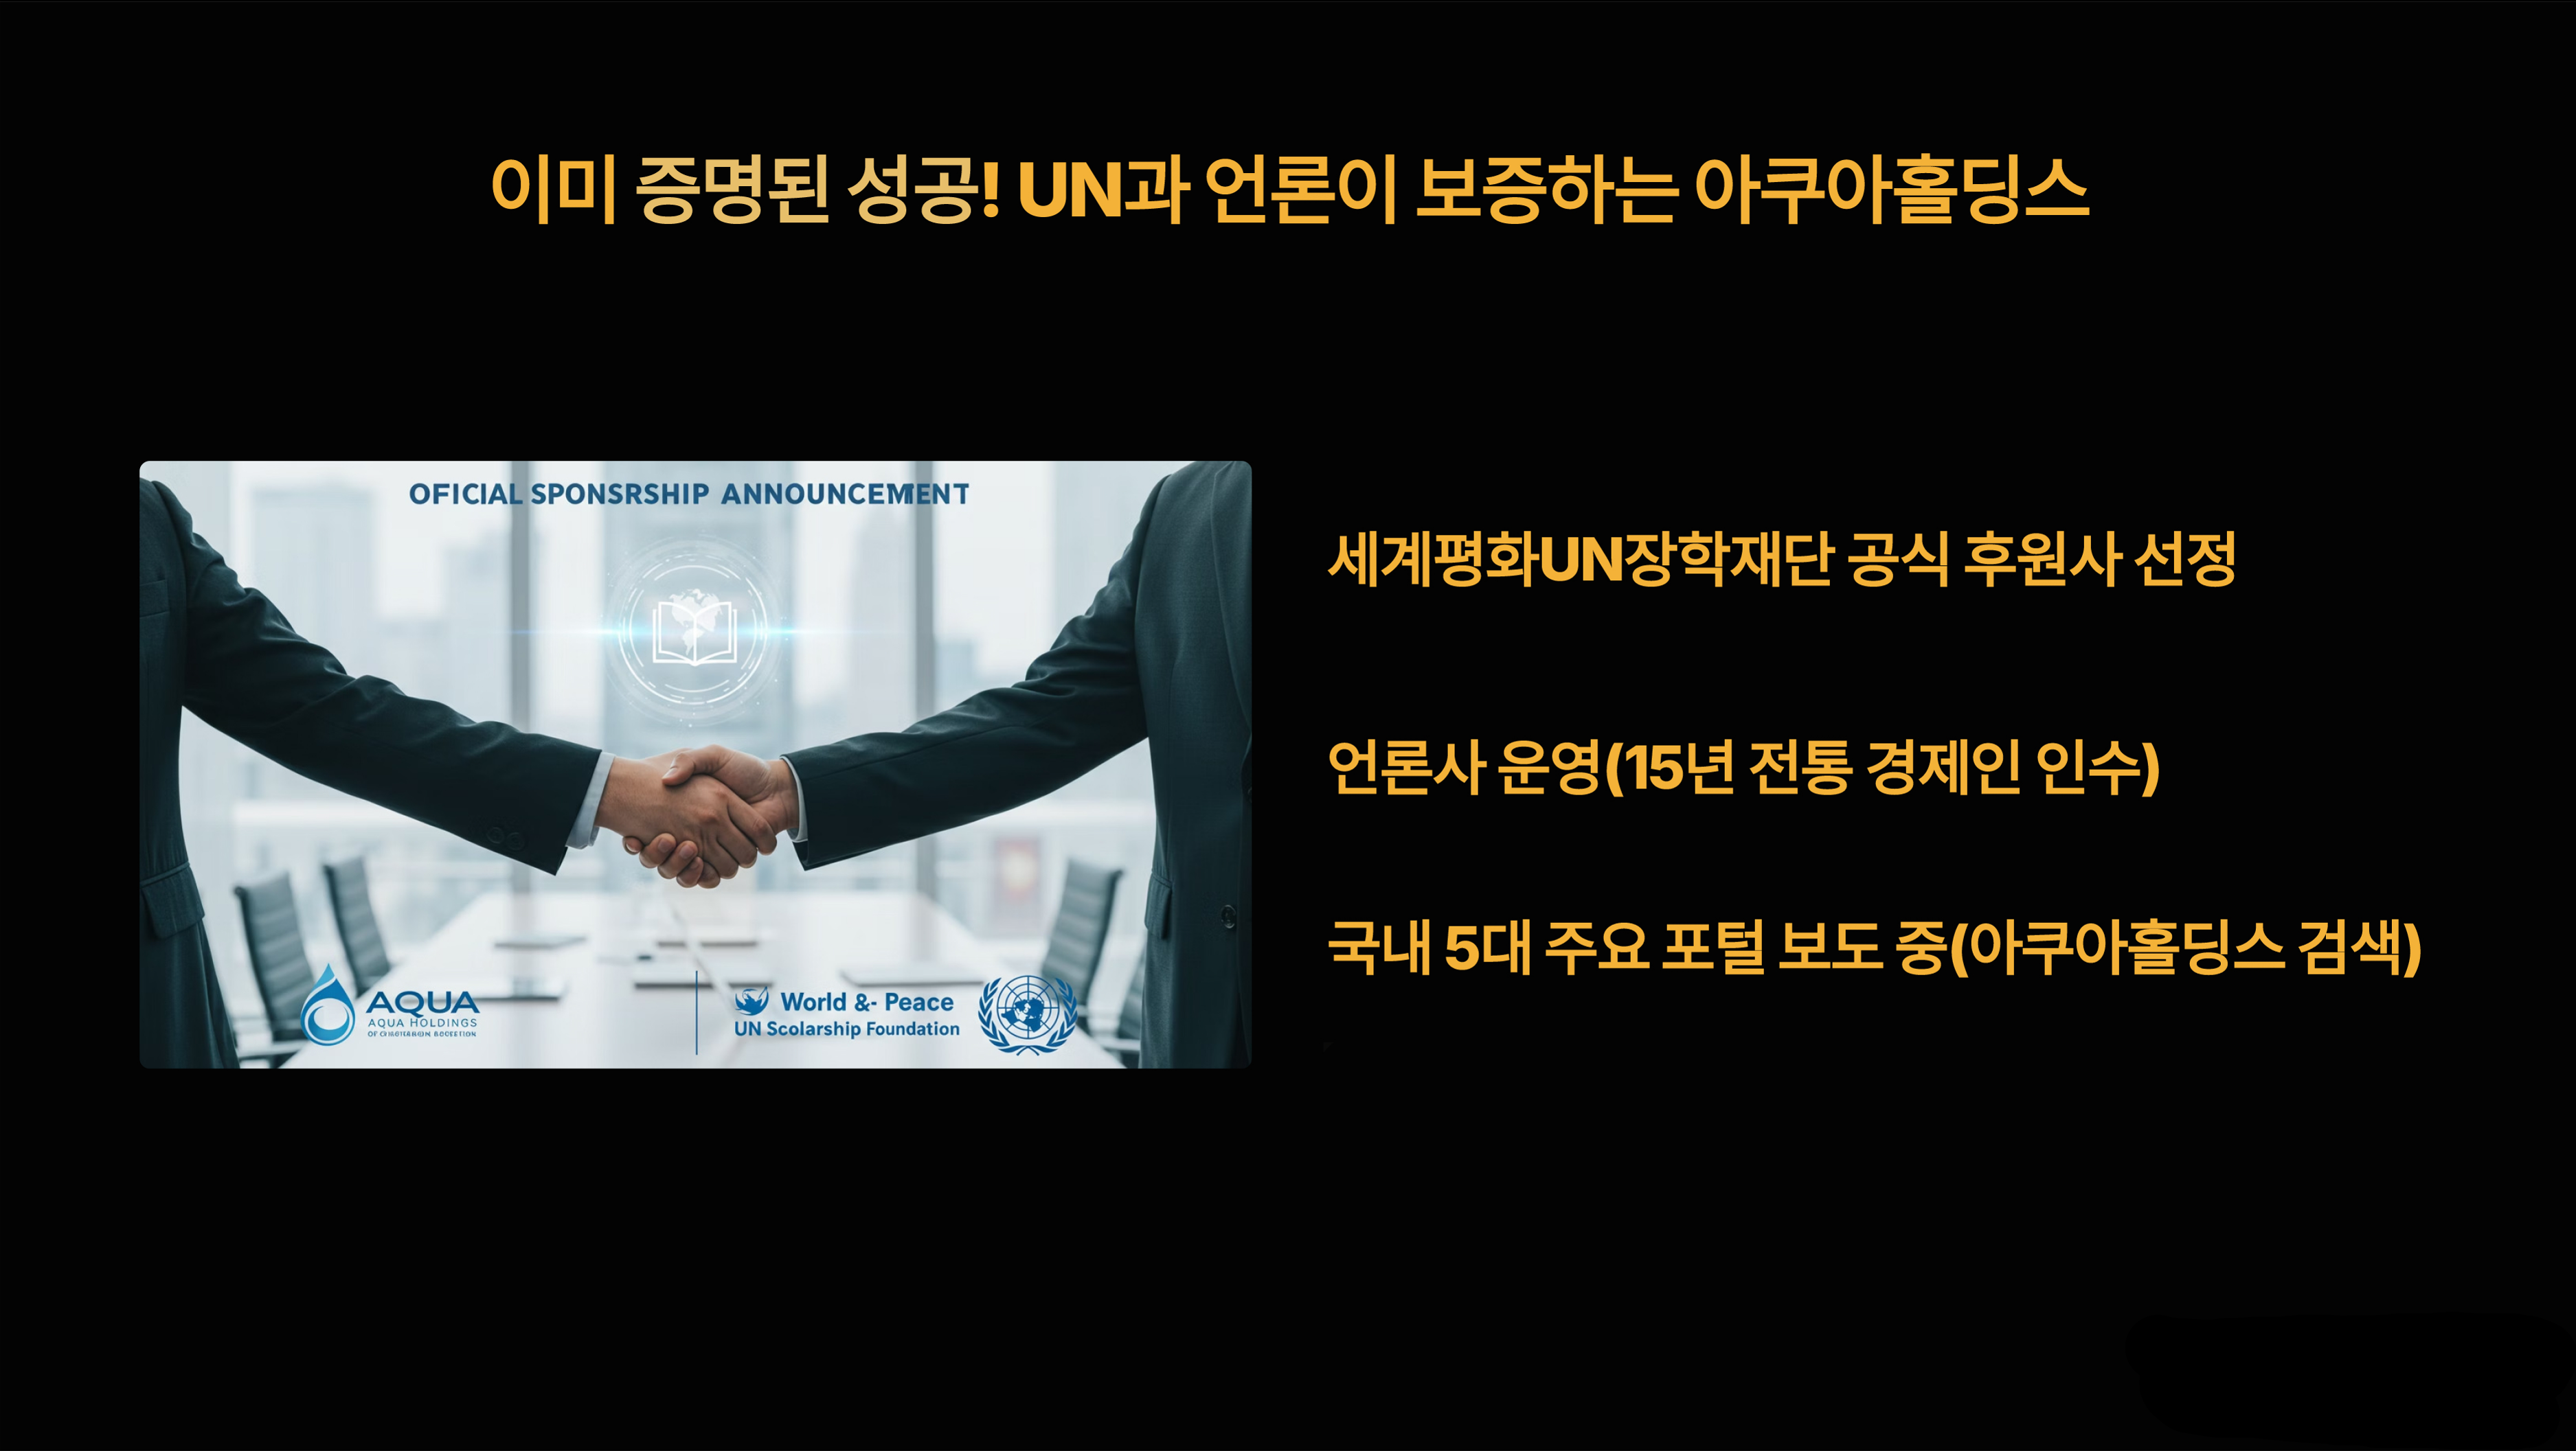 이미 증명된 성공! UN과 언론이 보증하는 아쿠아홀딩스
OFICIAL SPONSRSHIP ANNOUNCEMENT
세계평화UN장학재단 공식 후원사 선정
언론사 운영(15년 전통 경제인 인수)
국내 5대 주요 포털 보도 중(아쿠아홀딩스 검색)
AQUA
AQUA HOLDINGS
World &- Peace
UN Scolarship Foundation